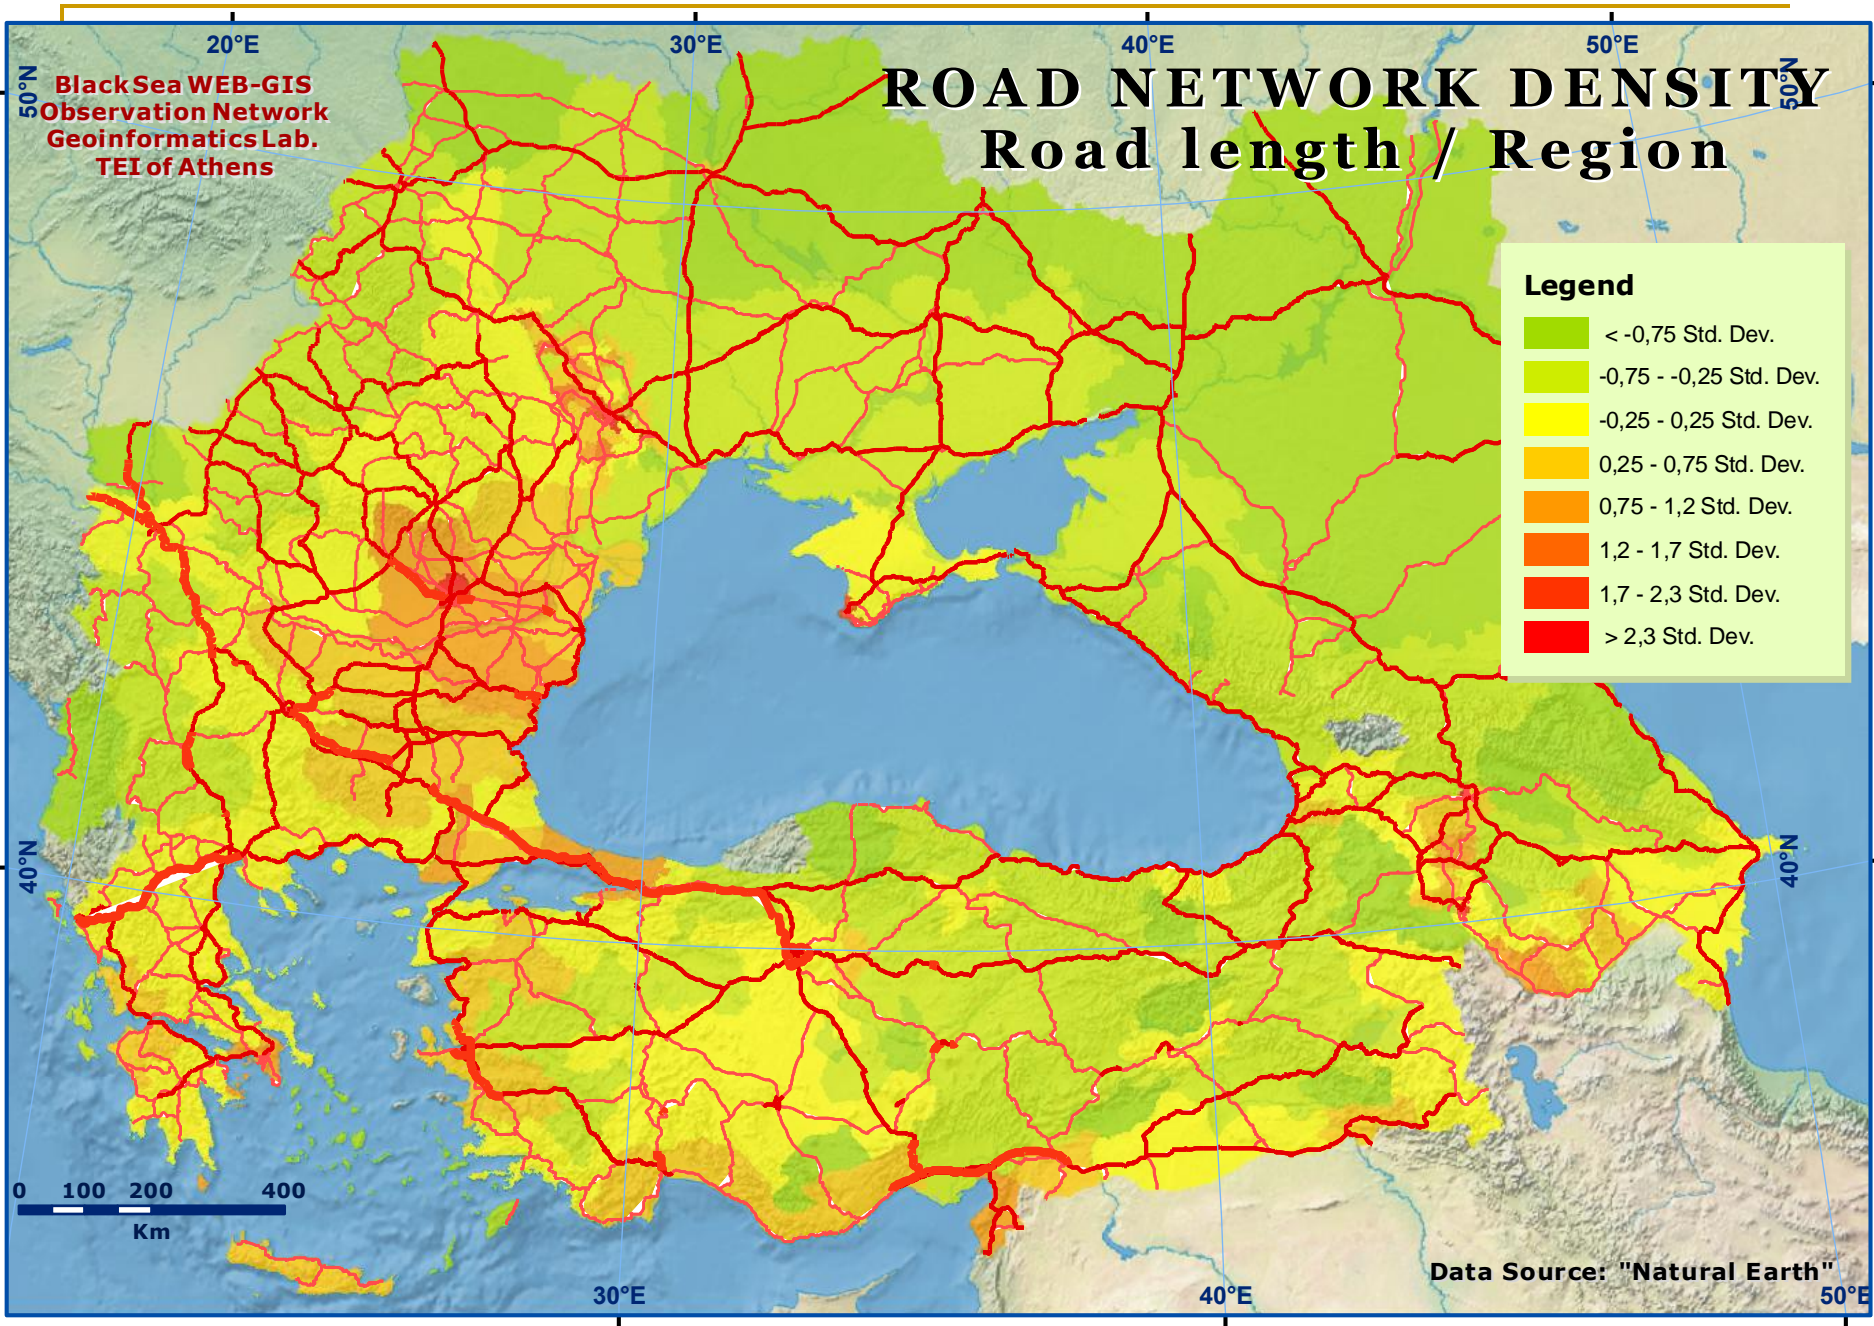 20°E 30°E 40°E 50°E
50°N
50°N
BlackSea WEB-GIS
Observation Network
Geoinformatics Lab.
TEI of Athens
ROAD NETWORK DENSITY
Road length / Region
Legend
< -0,75 Std. Dev.
-0,75 - -0,25 Std. Dev.
-0,25 - 0,25 Std. Dev.
0,25 - 0,75 Std. Dev.
0,75 - 1,2 Std. Dev.
1,2 - 1,7 Std. Dev.
1,7 - 2,3 Std. Dev.
> 2,3 Std. Dev.
40°N
40°N
0 100 200 400
Km
Data Source: "Natural Earth"
30°E 40°E 50°E